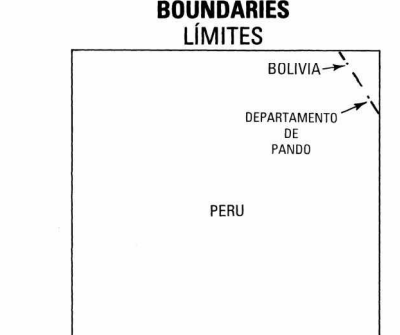 BOUNDARIES
LÍMITES
BOLIVIA
DEPARTAMENTO
DE
PANDO
PERU